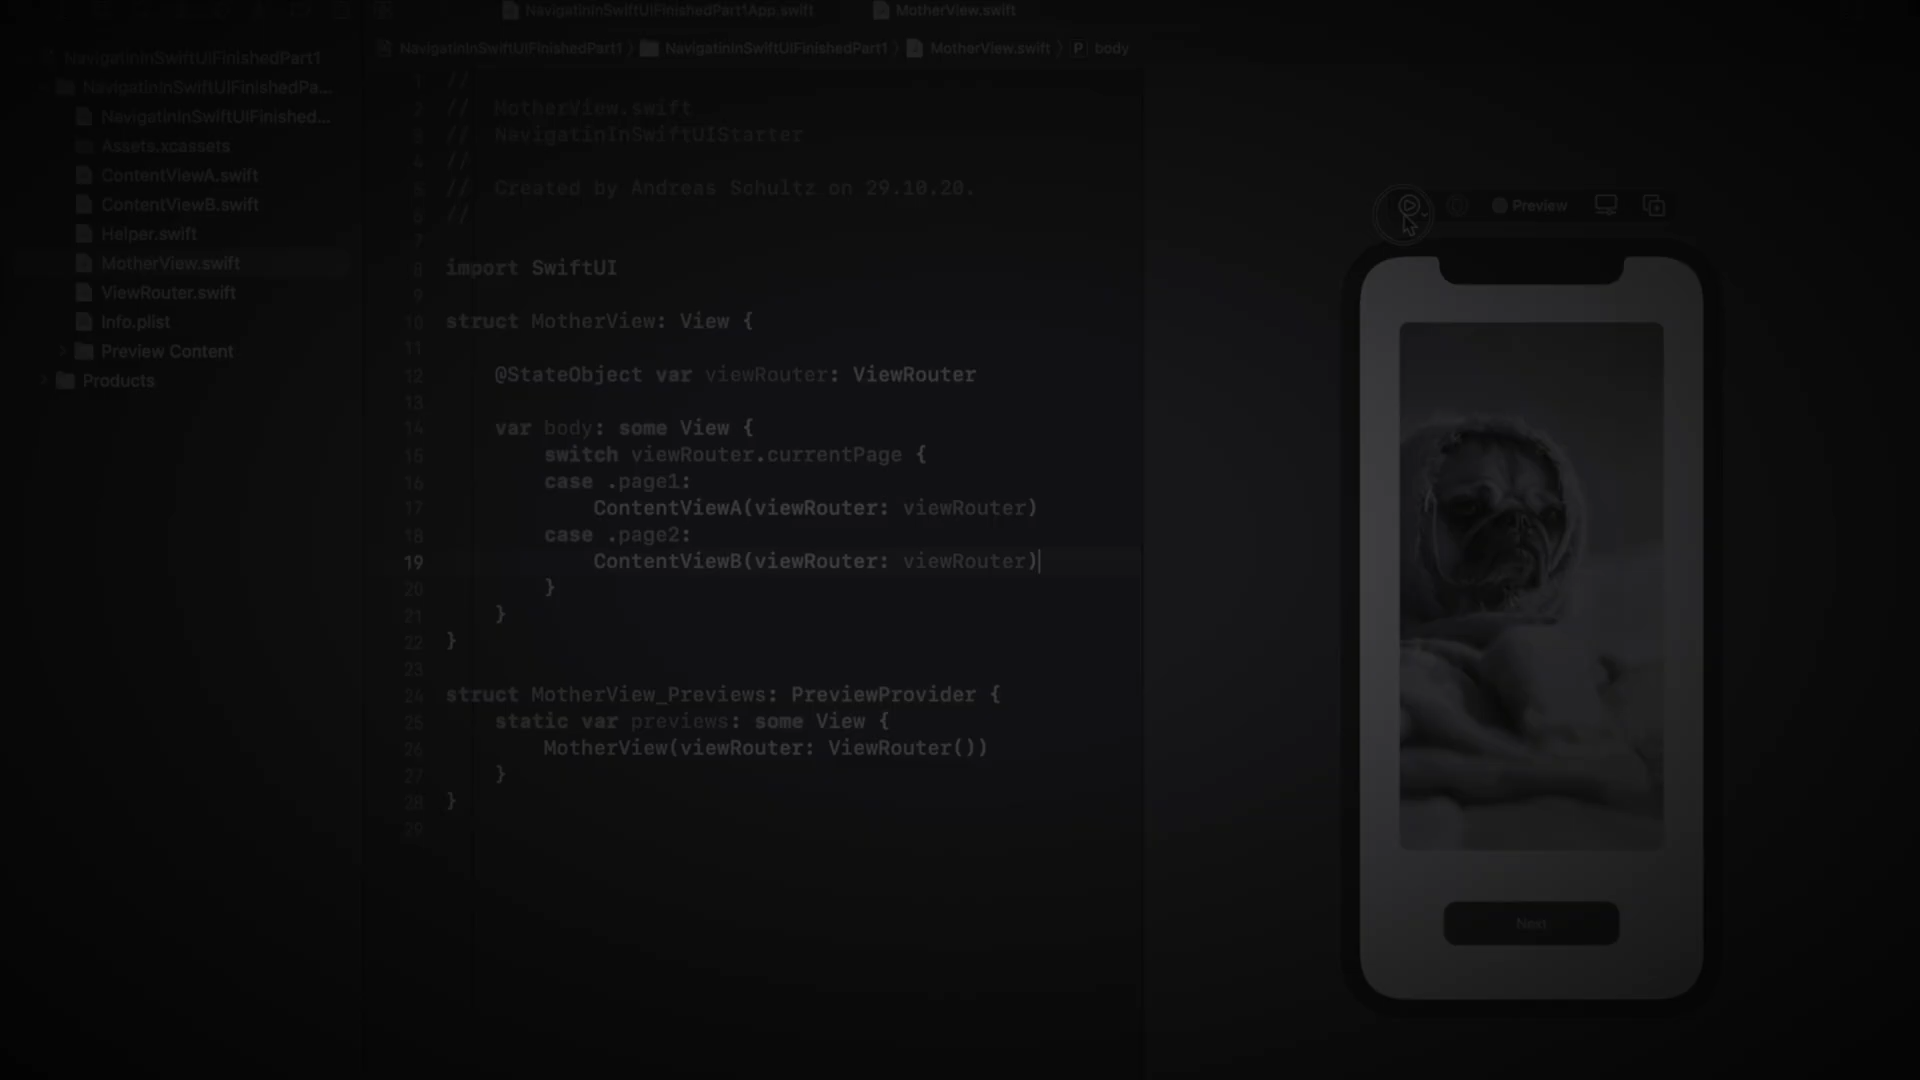 NavigatinInSwiftUIFinishedPart1App.swift
MotherView.swift
NavigatinInSwiftUIFinishedPart1
NavigatinInSwiftUIFinishedPart1 〉 NavigatinInSwiftUIFinishedPart1 〉 MotherView.swift 〉 P body
NavigatinInSwiftUIFinishedPa...
NavigatinInSwiftUIFinished...
Assets.xcassets
ContentViewA.swift
ContentViewB.swift
Helper.swift
MotherView.swift
ViewRouter.swift
Info.plist
Preview Content
Products
1 //
2 // MotherView.swift
3 // NavigatinInSwiftUIStarter
4 //
5 // Created by Andreas Schultz on 29.10.20.
6 //
7
8 import SwiftUI
9
10 struct MotherView: View {
11
12 @StateObject var viewRouter: ViewRouter
13
14 var body: some View {
15 switch viewRouter.currentPage {
16 case .page1:
17 ContentViewA(viewRouter: viewRouter)
18 case .page2:
19 ContentViewB(viewRouter: viewRouter)
20 }
21 }
22 }
23
24 struct MotherView_Previews: PreviewProvider {
25 static var previews: some View {
26 MotherView(viewRouter: ViewRouter())
27 }
28 }
29
Preview
Next